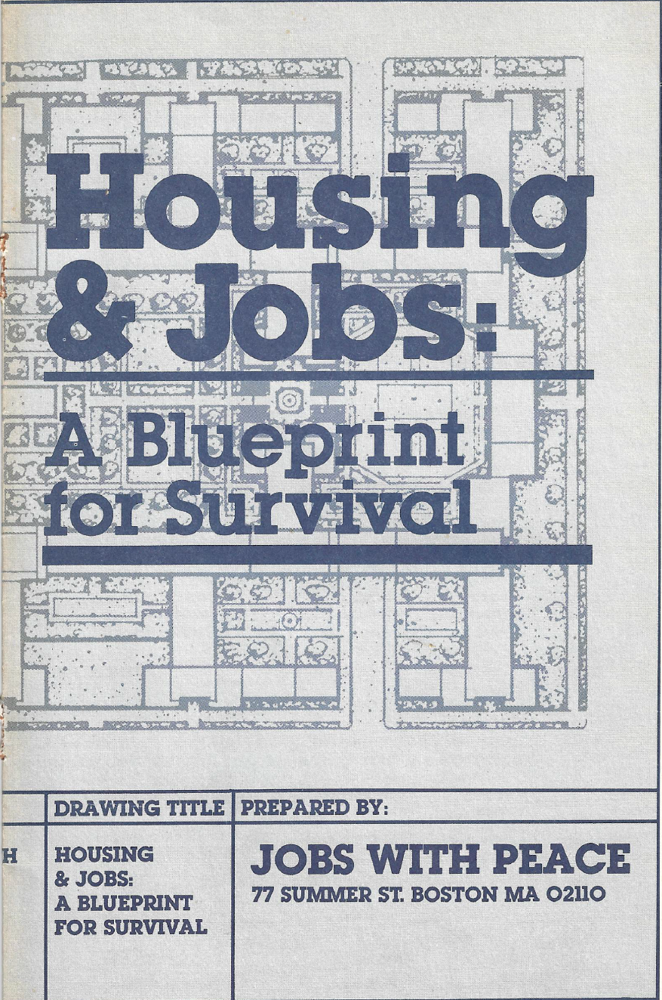 Housing
& Jobs:
A Blueprint
for Survival
DRAWING TITLE
PREPARED BY:
H
HOUSING
& JOBS:
A BLUEPRINT
FOR SURVIVAL
JOBS WITH PEACE
77 SUMMER ST. BOSTON MA 02110